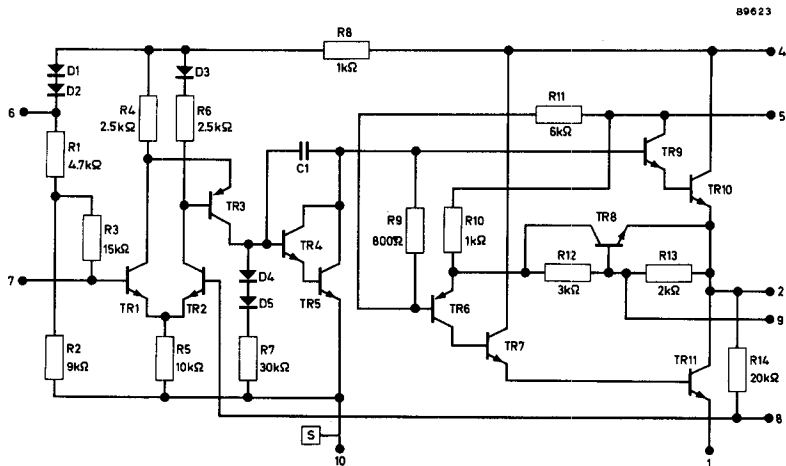 89623
R8
1kΩ
4
D1
D2
D3
R4
2.5kΩ
R6
2.5kΩ
R11
6kΩ
5
6
R1
4.7kΩ
C1
TR9
TR3
TR10
R3
15kΩ
R9
800Ω
R10
1kΩ
TR8
TR4
D4
R12
3kΩ
R13
2kΩ
7
TR1
TR2
D5
TR5
TR6
2
9
R2
9kΩ
R5
10kΩ
R7
30kΩ
TR7
TR11
R14
20kΩ
8
S
10
1